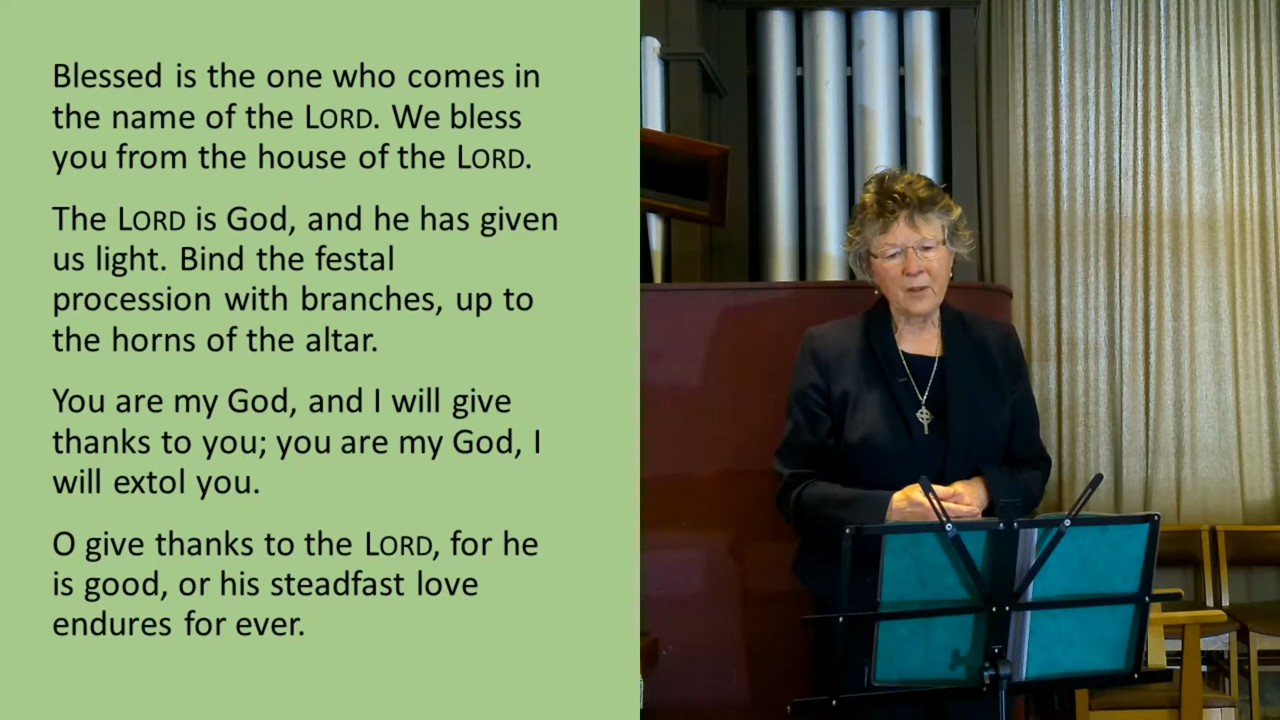 Blessed is the one who comes in
the name of the LORD. We bless
you from the house of the LORD.
The LORD is God, and he has given
us light. Bind the festal
procession with branches, up to
the horns of the altar.
You are my God, and I will give
thanks to you; you are my God, I
will extol you.
O give thanks to the LORD, for he
is good, or his steadfast love
endures for ever.